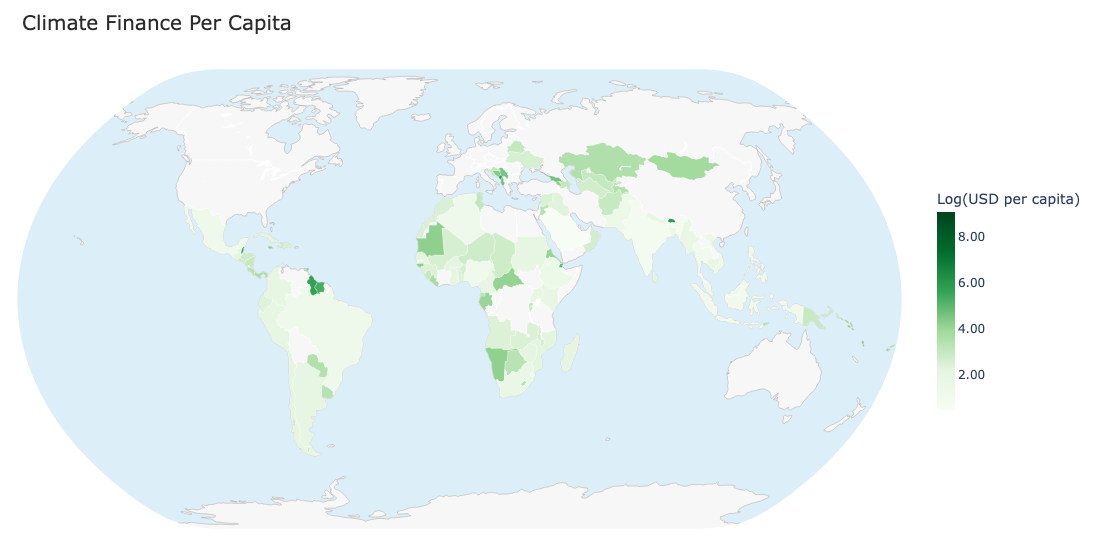 Climate Finance Per Capita
Log(USD per capita)
8.00
6.00
4.00
2.00